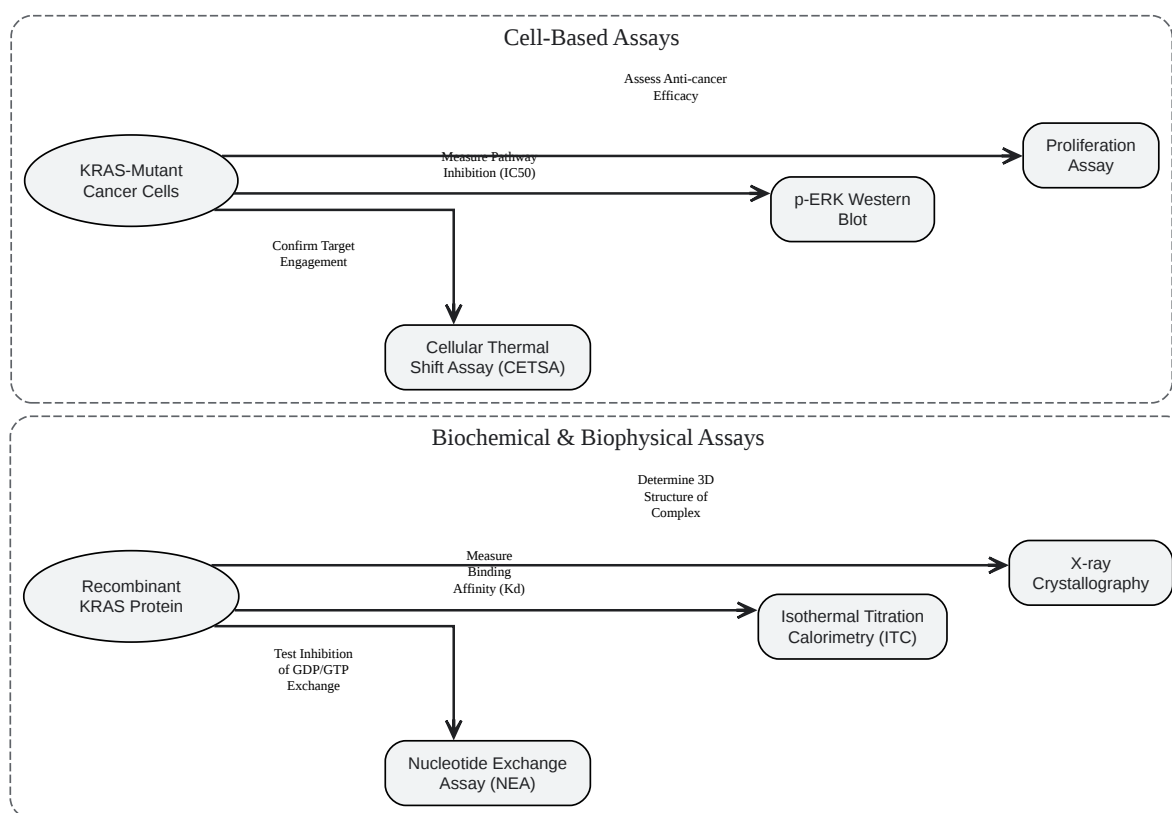 Cell-Based Assays
Assess Anti-cancer
Efficacy
Proliferation
Assay
KRAS-Mutant
Cancer Cells
Measure Pathway
Inhibition (IC50)
p-ERK Western
Blot
Confirm Target
Engagement
Cellular Thermal
Shift Assay (CETSA)
Biochemical & Biophysical Assays
Determine 3D
Structure of
Complex
X-ray
Crystallography
Recombinant
KRAS Protein
Measure
Binding
Affinity (Kd)
Isothermal Titration
Calorimetry (ITC)
Test Inhibition
of GDP/GTP
Exchange
Nucleotide Exchange
Assay (NEA)